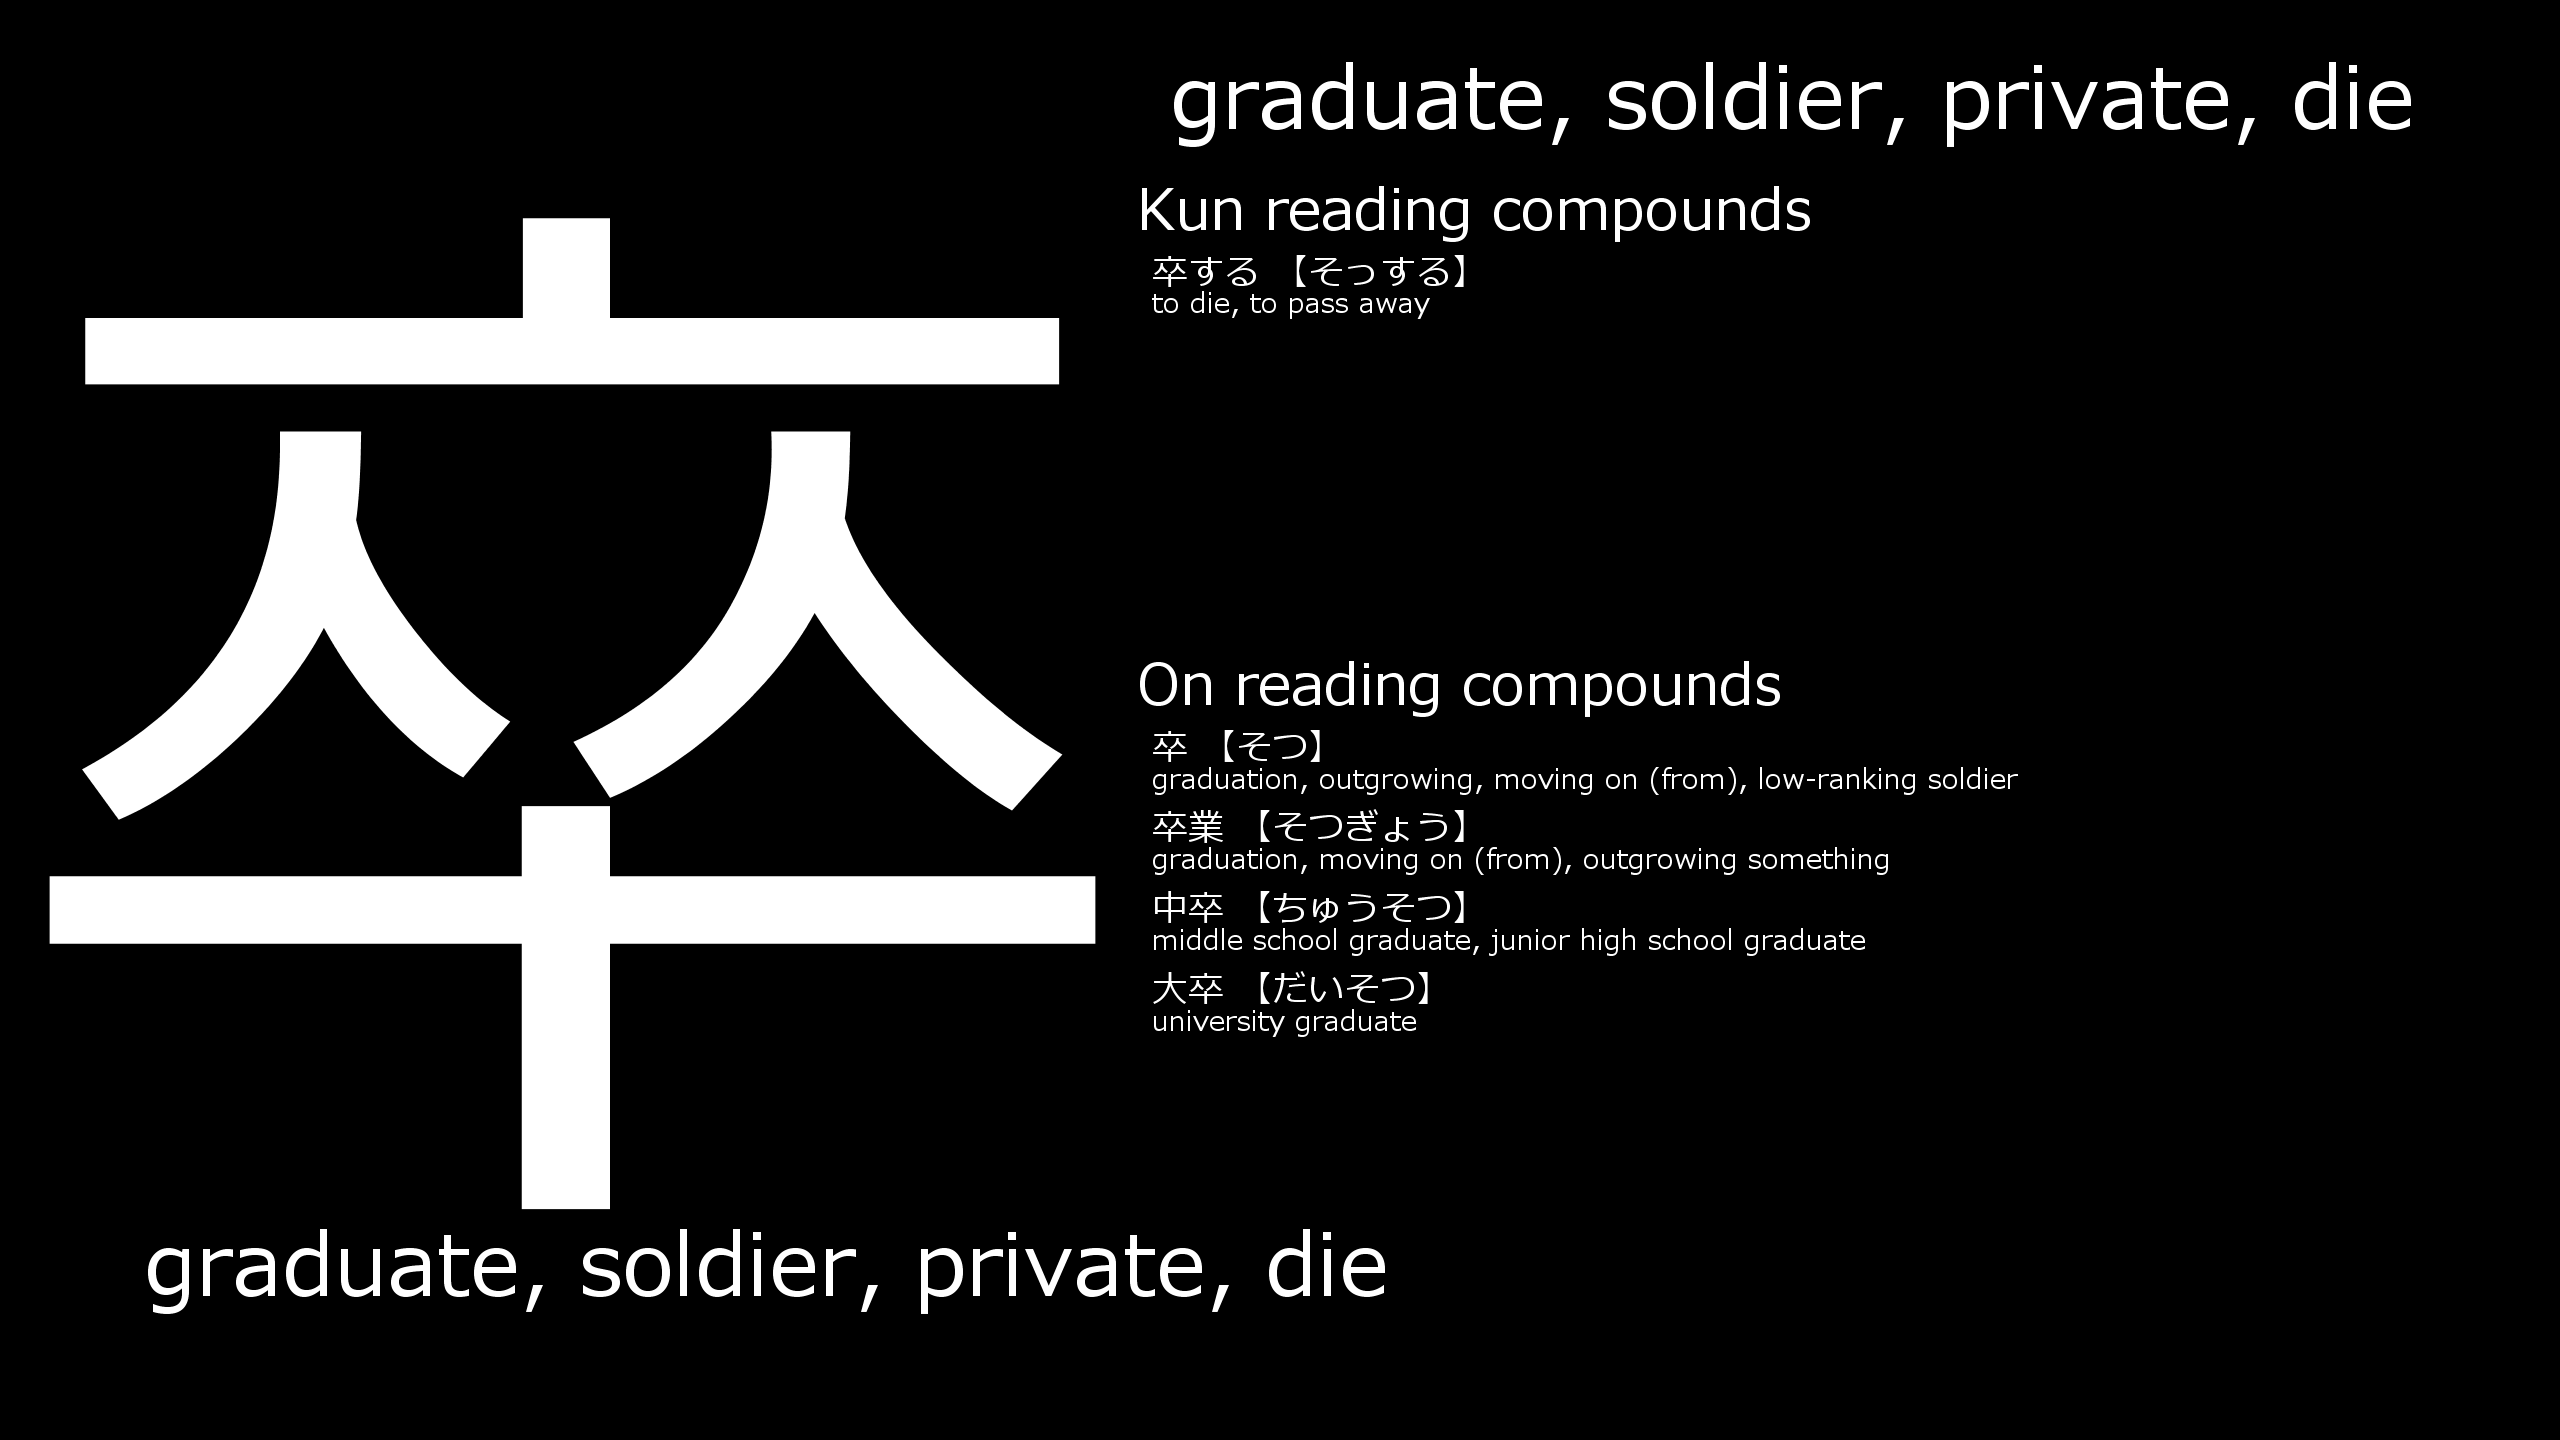 卒
graduate, soldier, private, die
graduate, soldier, private, die
Kun reading compounds
卒する 【そっする】
to die, to pass away
On reading compounds
卒 【そつ】
graduation, outgrowing, moving on (from), low-ranking soldier
卒業 【そつぎょう】
graduation, moving on (from), outgrowing something
中卒 【ちゅうそつ】
middle school graduate, junior high school graduate
大卒 【だいそつ】
university graduate